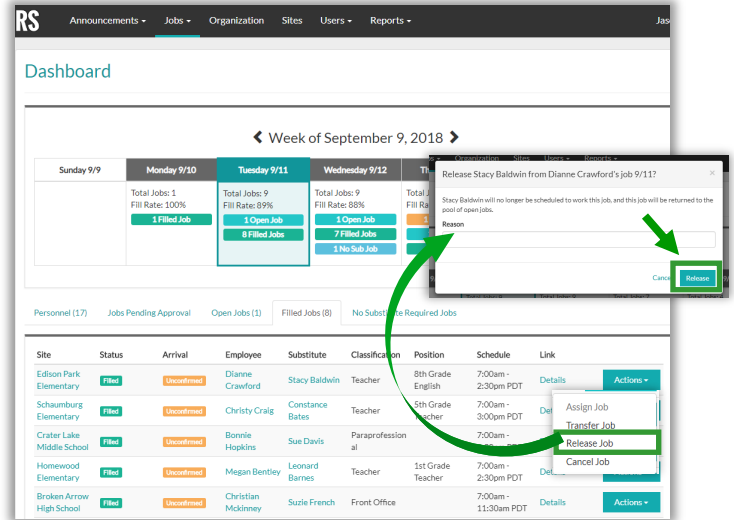 RS Announcements Jobs Organization Sites Users Reports
Dashboard
Week of September 9, 2018
Sunday 9/9 Monday 9/10 Tuesday 9/11 Wednesday 9/12
Total Jobs: 1 Total Jobs: 9 Total Jobs: 9
Fill Rate: 100% Fill Rate: 89% Fill Rate: 88%
1 Filled Job 1 Open Job 1 Open Job
8 Filled Jobs 7 Filled Jobs
1 No Sub Job
Organization Sites Users Reports
Release Stacy Baldwin from Dianne Crawford's job 9/11? ×
Stacy Baldwin will no longer be scheduled to work this job, and this job will be returned to the
pool of open jobs.
Reason
Release
Personnel (17) Jobs Pending Approval Open Jobs (1) Filled Jobs (8) No Substitute Required Jobs
Site Status Arrival Employee Substitute Classification Position Schedule Link
Edison Park Dianne 8th Grade 7:00am -
Elementary Filled Unconfirmed Crawford Stacy Baldwin Teacher English 2:30pm PDT Details Actions
Schaumburg Constance 5th Grade 7:00am -
Elementary Filled Unconfirmed Christy Craig Bates Teacher Teacher 3:00pm PDT
Crater Lake Bonnie Paraprofession 7:00am -
Middle School Filled Unconfirmed Hopkins Sue Davis al
Homewood Leonard 1st Grade 7:00am -
Elementary Filled Unconfirmed Megan Bentley Barnes Teacher Teacher 2:30pm PDT
Broken Arrow Christian 7:00am -
High School Filled Unconfirmed Mckinney Suzie French Front Office 11:30am PDT Details Actions
Assign Job
Transfer Job
Release Job
Cancel Job